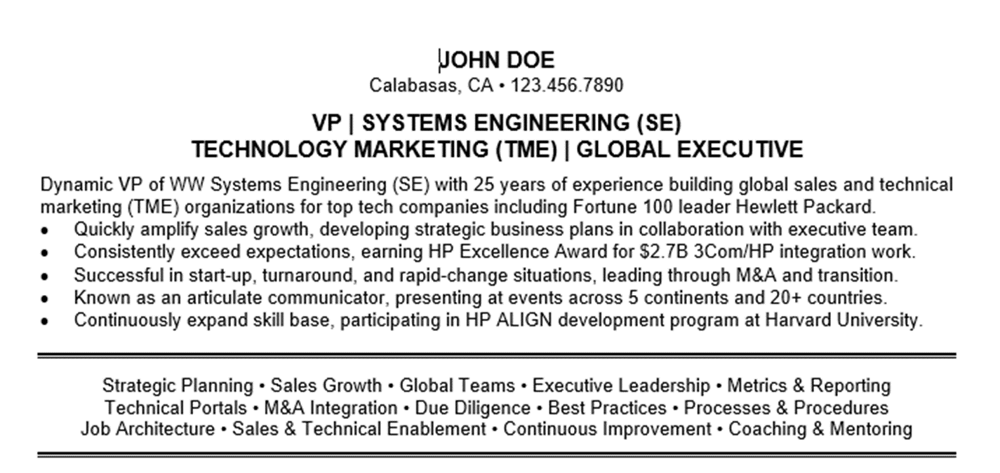 JOHN DOE
Calabasas, CA • 123.456.7890
VP | SYSTEMS ENGINEERING (SE)
TECHNOLOGY MARKETING (TME) | GLOBAL EXECUTIVE
Dynamic VP of WW Systems Engineering (SE) with 25 years of experience building global sales and technical
marketing (TME) organizations for top tech companies including Fortune 100 leader Hewlett Packard.
• Quickly amplify sales growth, developing strategic business plans in collaboration with executive team.
• Consistently exceed expectations, earning HP Excellence Award for $2.7B 3Com/HP integration work.
• Successful in start-up, turnaround, and rapid-change situations, leading through M&A and transition.
• Known as an articulate communicator, presenting at events across 5 continents and 20+ countries.
• Continuously expand skill base, participating in HP ALIGN development program at Harvard University.
Strategic Planning • Sales Growth • Global Teams • Executive Leadership • Metrics & Reporting
Technical Portals • M&A Integration • Due Diligence • Best Practices • Processes & Procedures
Job Architecture • Sales & Technical Enablement • Continuous Improvement • Coaching & Mentoring